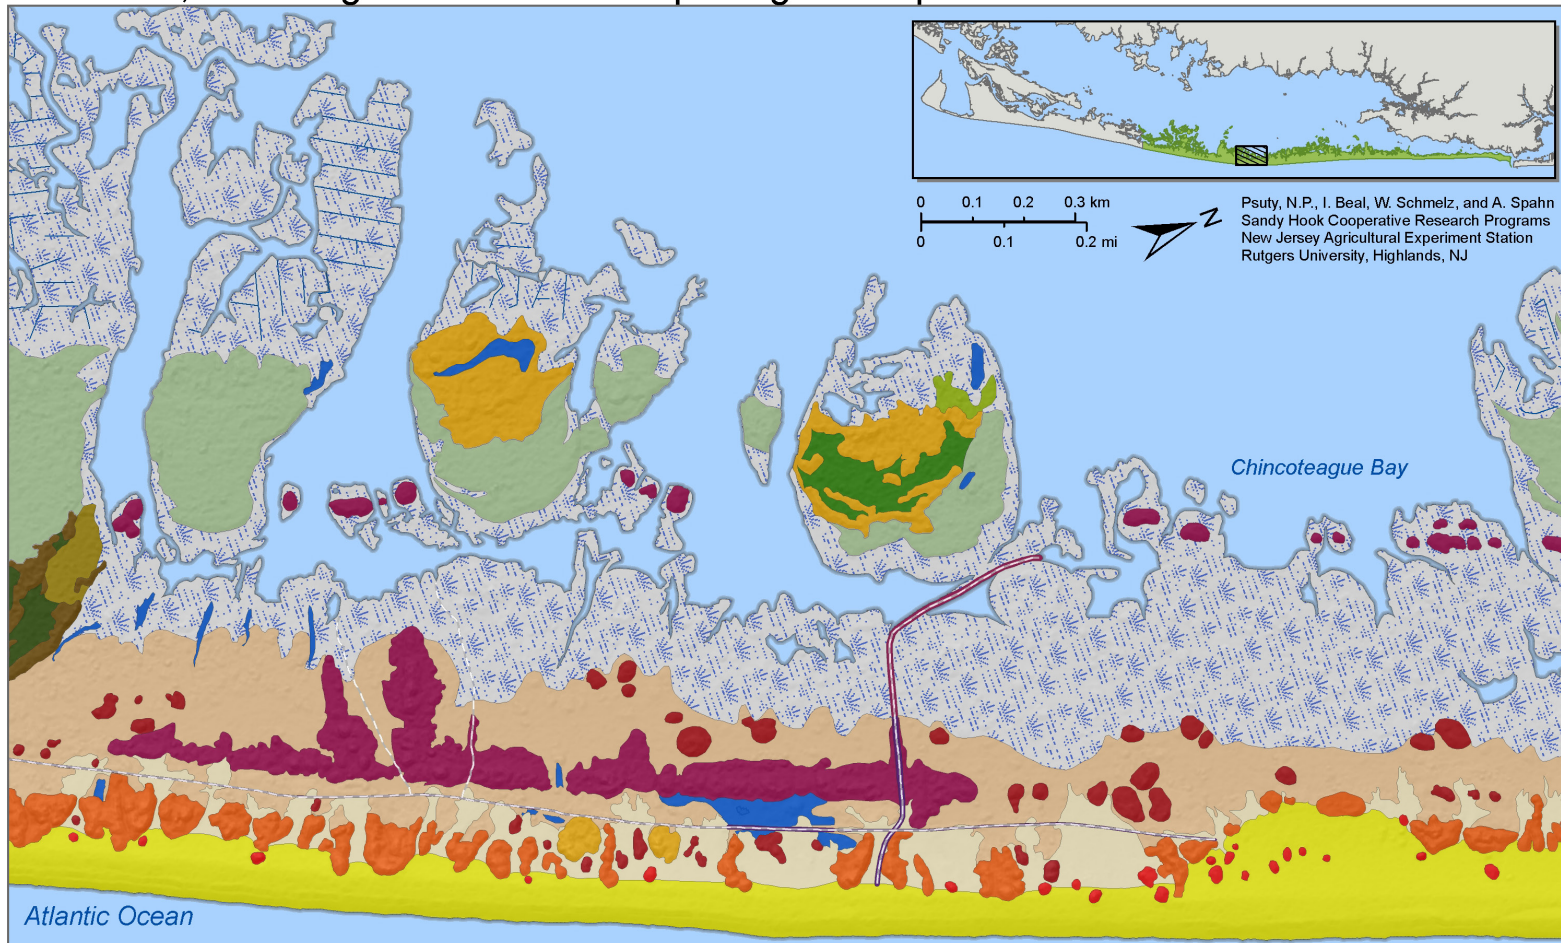 0 0.1 0.2 0.3 km
0 0.1 0.2 mi
N
Psuty, N.P., I. Beal, W. Schmelz, and A. Spahn
Sandy Hook Cooperative Research Programs
New Jersey Agricultural Experiment Station
Rutgers University, Highlands, NJ
Chincoteague Bay
Atlantic Ocean